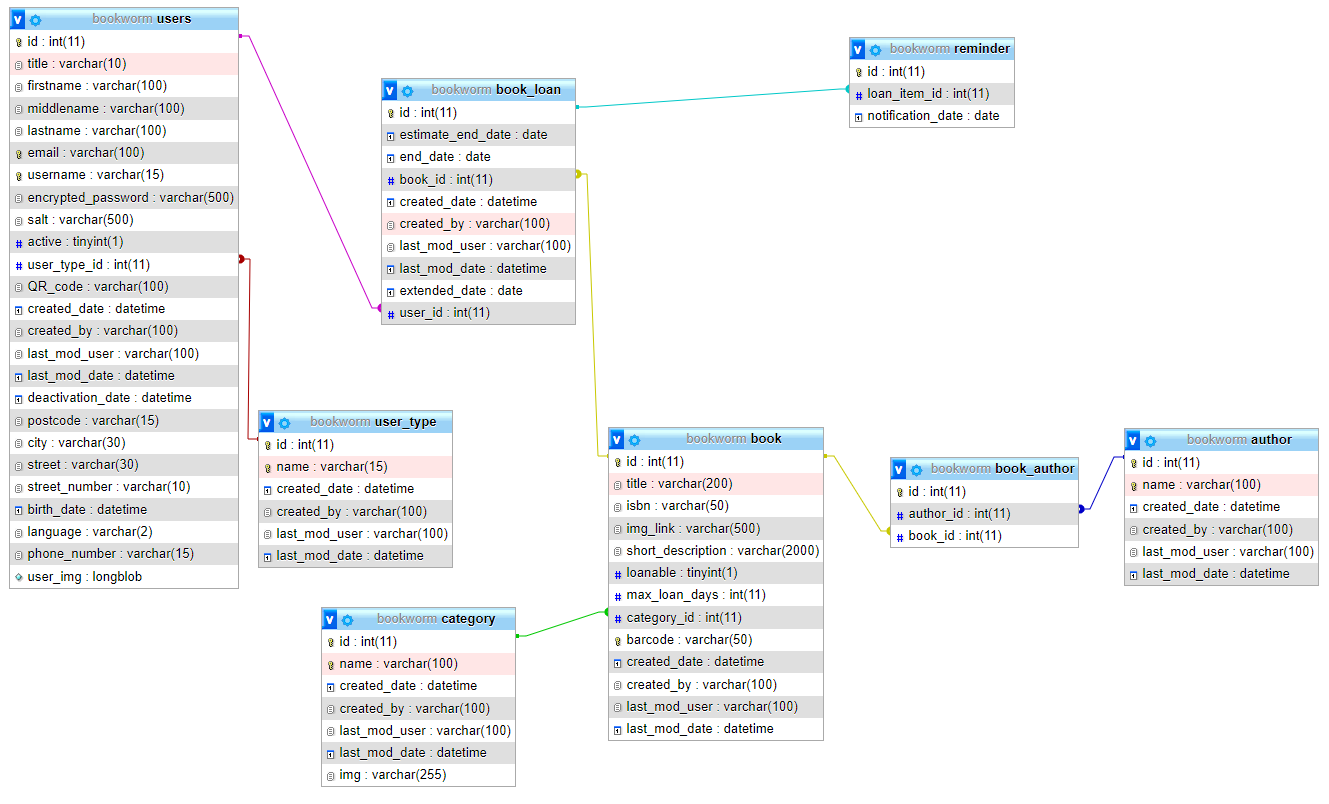 bookworm users
id : int(11)
title : varchar(10)
firstname : varchar(100)
middlename : varchar(100)
lastname : varchar(100)
email : varchar(100)
username : varchar(15)
encrypted_password : varchar(500)
salt : varchar(500)
active : tinyint(1)
user_type_id : int(11)
QR_code : varchar(100)
created_date : datetime
created_by : varchar(100)
last_mod_user : varchar(100)
last_mod_date : datetime
deactivation_date : datetime
postcode : varchar(15)
city : varchar(30)
street : varchar(30)
street_number : varchar(10)
birth_date : datetime
language : varchar(2)
phone_number : varchar(15)
user_img : longblob
bookworm book_loan
id : int(11)
estimate_end_date : date
end_date : date
book_id : int(11)
created_date : datetime
created_by : varchar(100)
last_mod_user : varchar(100)
last_mod_date : datetime
extended_date : date
user_id : int(11)
bookworm reminder
id : int(11)
loan_item_id : int(11)
notification_date : date
bookworm user_type
id : int(11)
name : varchar(15)
created_date : datetime
created_by : varchar(100)
last_mod_user : varchar(100)
last_mod_date : datetime
bookworm category
id : int(11)
name : varchar(100)
created_date : datetime
created_by : varchar(100)
last_mod_user : varchar(100)
last_mod_date : datetime
img : varchar(255)
bookworm book
id : int(11)
title : varchar(200)
isbn : varchar(50)
img_link : varchar(500)
short_description : varchar(2000)
loanable : tinyint(1)
max_loan_days : int(11)
category_id : int(11)
barcode : varchar(50)
created_date : datetime
created_by : varchar(100)
last_mod_user : varchar(100)
last_mod_date : datetime
bookworm book_author
id : int(11)
author_id : int(11)
book_id : int(11)
bookworm author
id : int(11)
name : varchar(100)
created_date : datetime
created_by : varchar(100)
last_mod_user : varchar(100)
last_mod_date : datetime